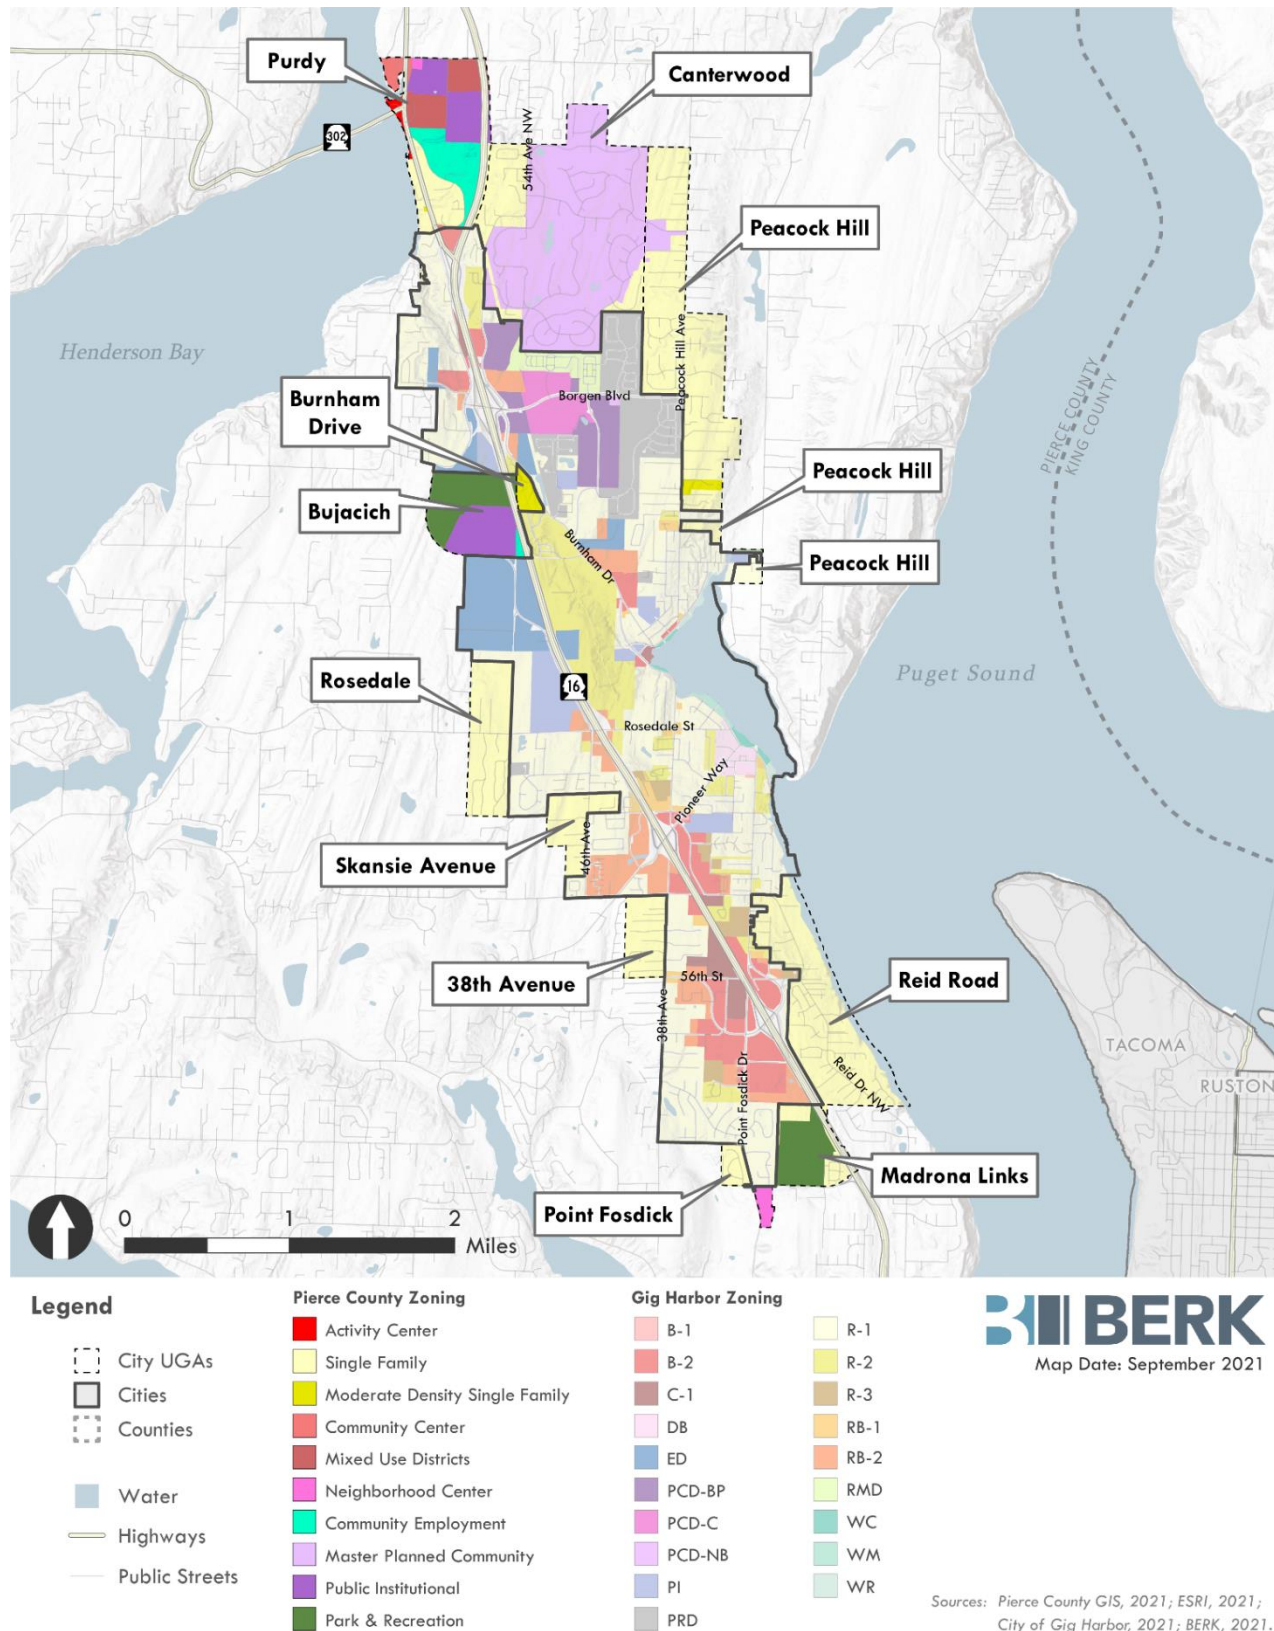 Purdy
Canterwood
302
54th Ave NW
Peacock Hill
Henderson Bay
Peacock Hill Ave
Borgen Blvd
Burnham
Drive
PIERCE COUNTY
KING COUNTY
Peacock Hill
Bujacich
Burnham Dr
Peacock Hill
Rosedale
16
Puget Sound
Rosedale St
Pioneer Way
Skansie Avenue
46th Ave
38th Avenue
56th St
Reid Road
38th Ave
TACOMA
Reid Dr NW
RUSTON
Point Fosdick Dr
Madrona Links
Point Fosdick
0 1 2
Miles
Legend
City UGAs
Cities
Counties
Water
Highways
Public Streets
Pierce County Zoning
Activity Center
Single Family
Moderate Density Single Family
Community Center
Mixed Use Districts
Neighborhood Center
Community Employment
Master Planned Community
Public Institutional
Park & Recreation
Gig Harbor Zoning
B-1
B-2
C-1
DB
ED
PCD-BP
PCD-C
PCD-NB
PI
PRD
R-1
R-2
R-3
RB-1
RB-2
RMD
WC
WM
WR
BERK
Map Date: September 2021
Sources: Pierce County GIS, 2021; ESRI, 2021;
City of Gig Harbor, 2021; BERK, 2021.